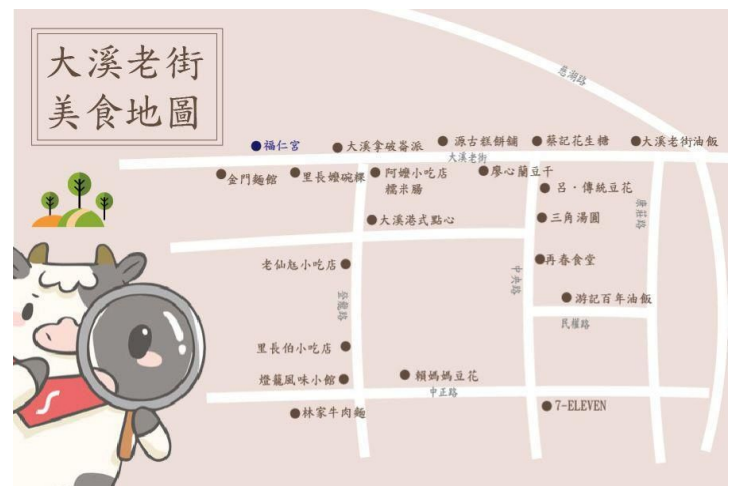 大溪老街
美食地圖
慈湖路
福仁宮
大溪拿破崙派
源古糕餅舖
蔡記花生糖
大溪老街油飯
大溪老街
金門麵館
里長嬤碗粿
阿嬤小吃店
糯米腸
廖心蘭豆干
呂·傳統豆花
大溪港式點心
三角湯圓
康莊路
老仙尪小吃店
再春食堂
中央路
登龍路
游記百年油飯
民權路
里長伯小吃店
燈籠風味小館
賴媽媽豆花
中正路
林家牛肉麵
7-ELEVEN